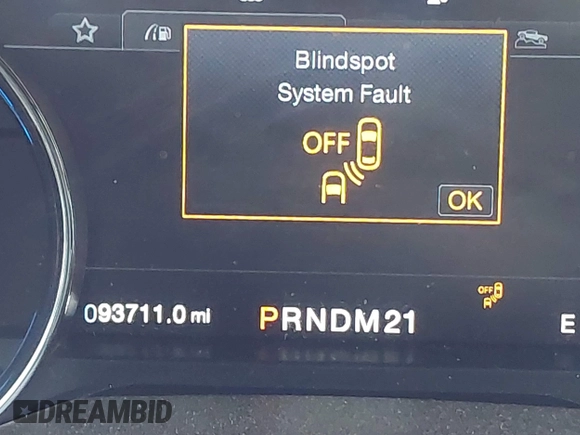 Blindspot
System Fault
OFF
OK
OFF
093711.0 mi PRNDM21 E
DREAMBID